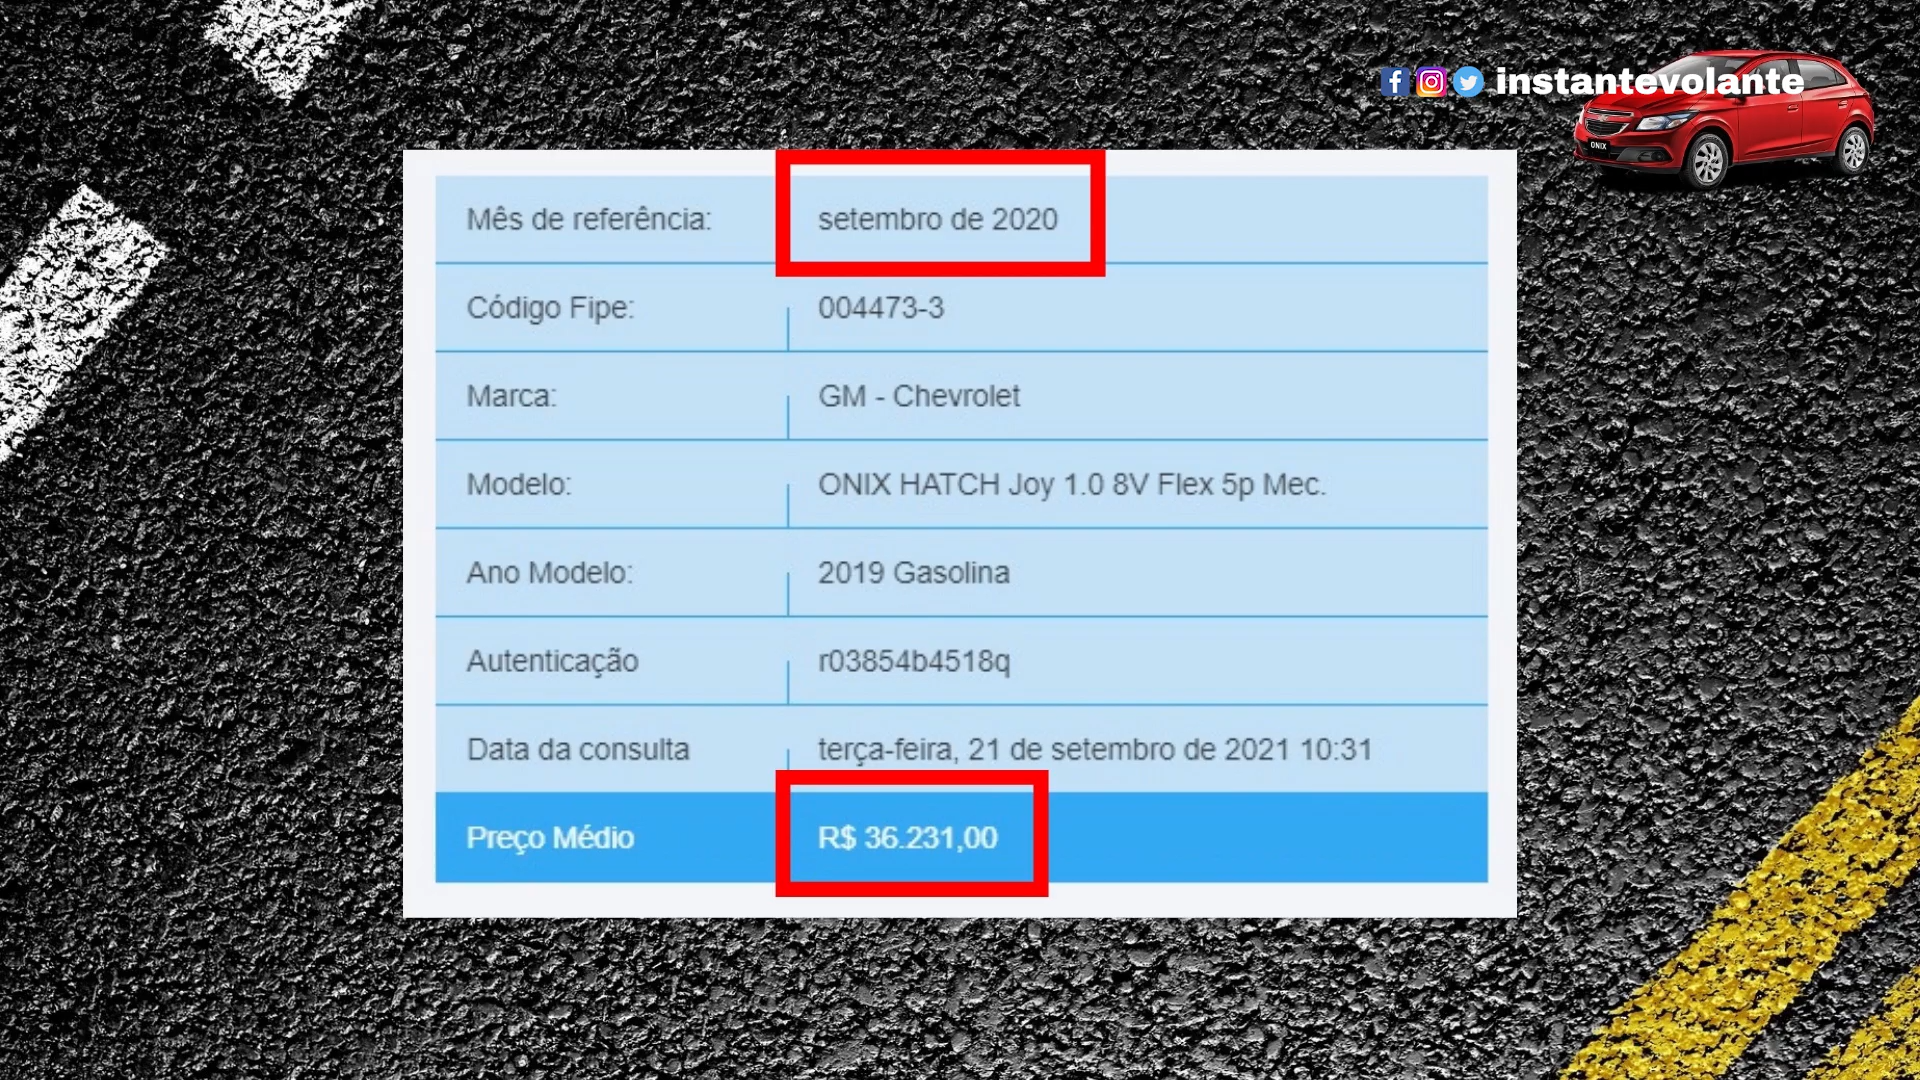 instantevolante
ONIX
Mês de referência: setembro de 2020
Código Fipe: 004473-3
Marca: GM - Chevrolet
Modelo: ONIX HATCH Joy 1.0 8V Flex 5p Mec.
Ano Modelo: 2019 Gasolina
Autenticação r03854b4518q
Data da consulta terça-feira, 21 de setembro de 2021 10:31
Preço Médio R$ 36.231,00